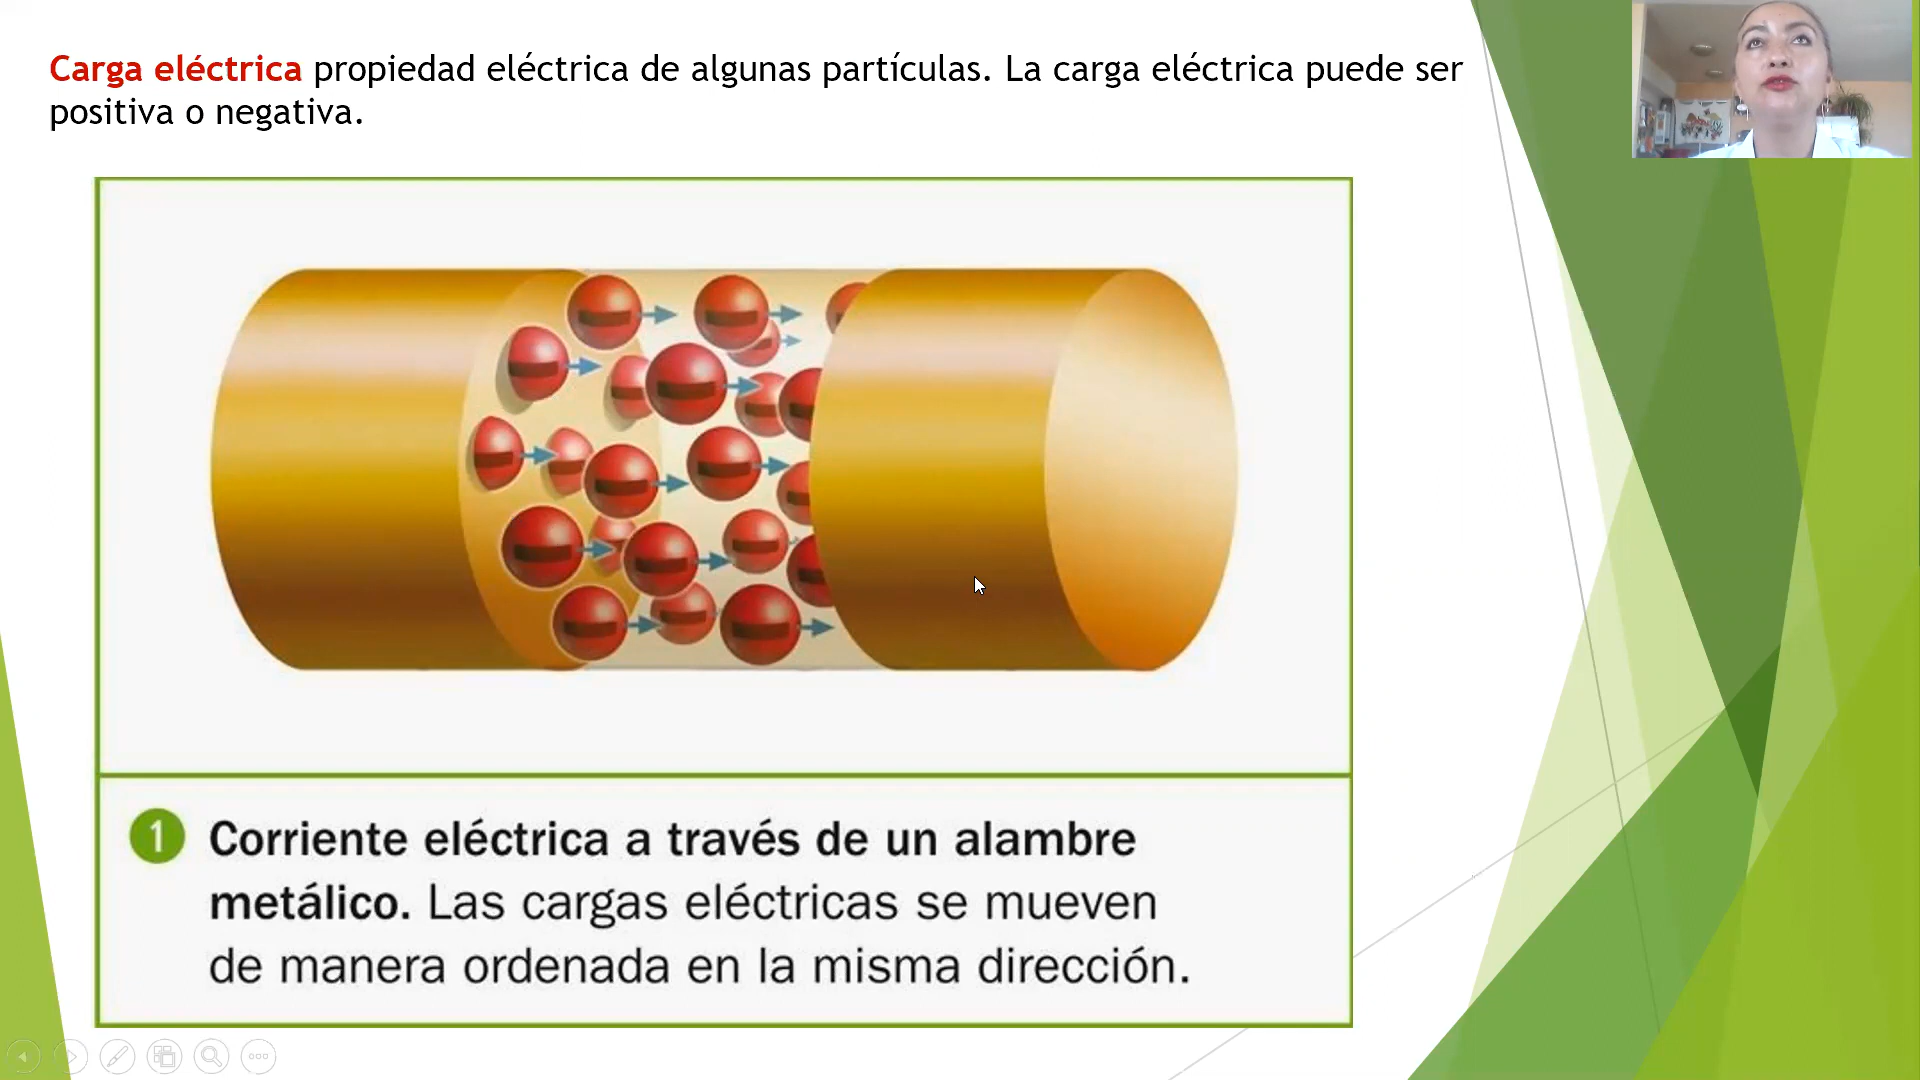 Carga eléctrica propiedad eléctrica de algunas partículas. La carga eléctrica puede ser
positiva o negativa.
1 Corriente eléctrica a través de un alambre
metálico. Las cargas eléctricas se mueven
de manera ordenada en la misma dirección.